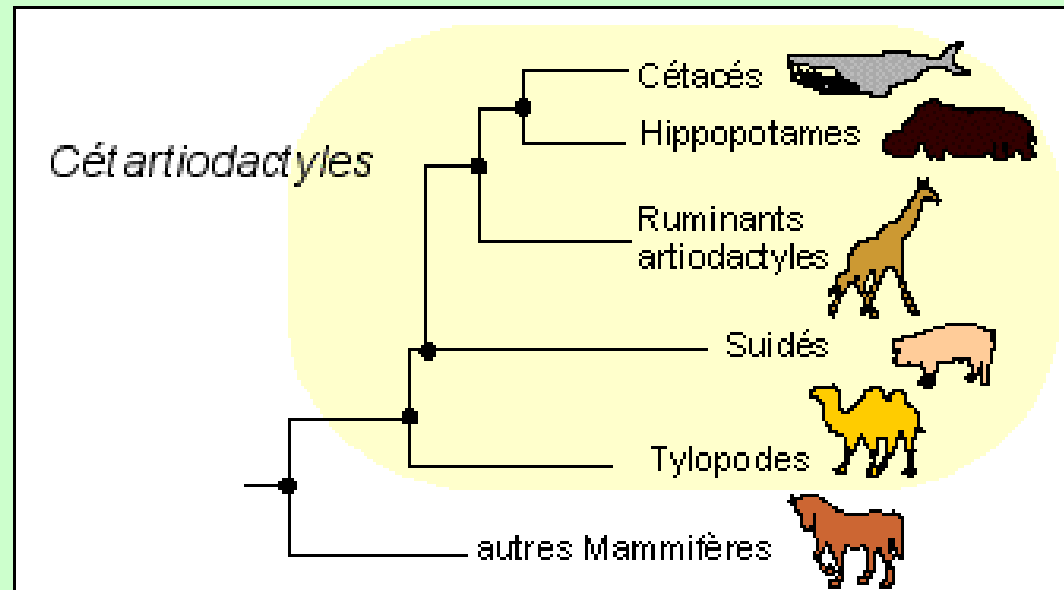 Cétacés
Hippopotames
Cétartiodactyles
Ruminants
artiodactyles
Suidés
Tylopodes
autres Mammifères